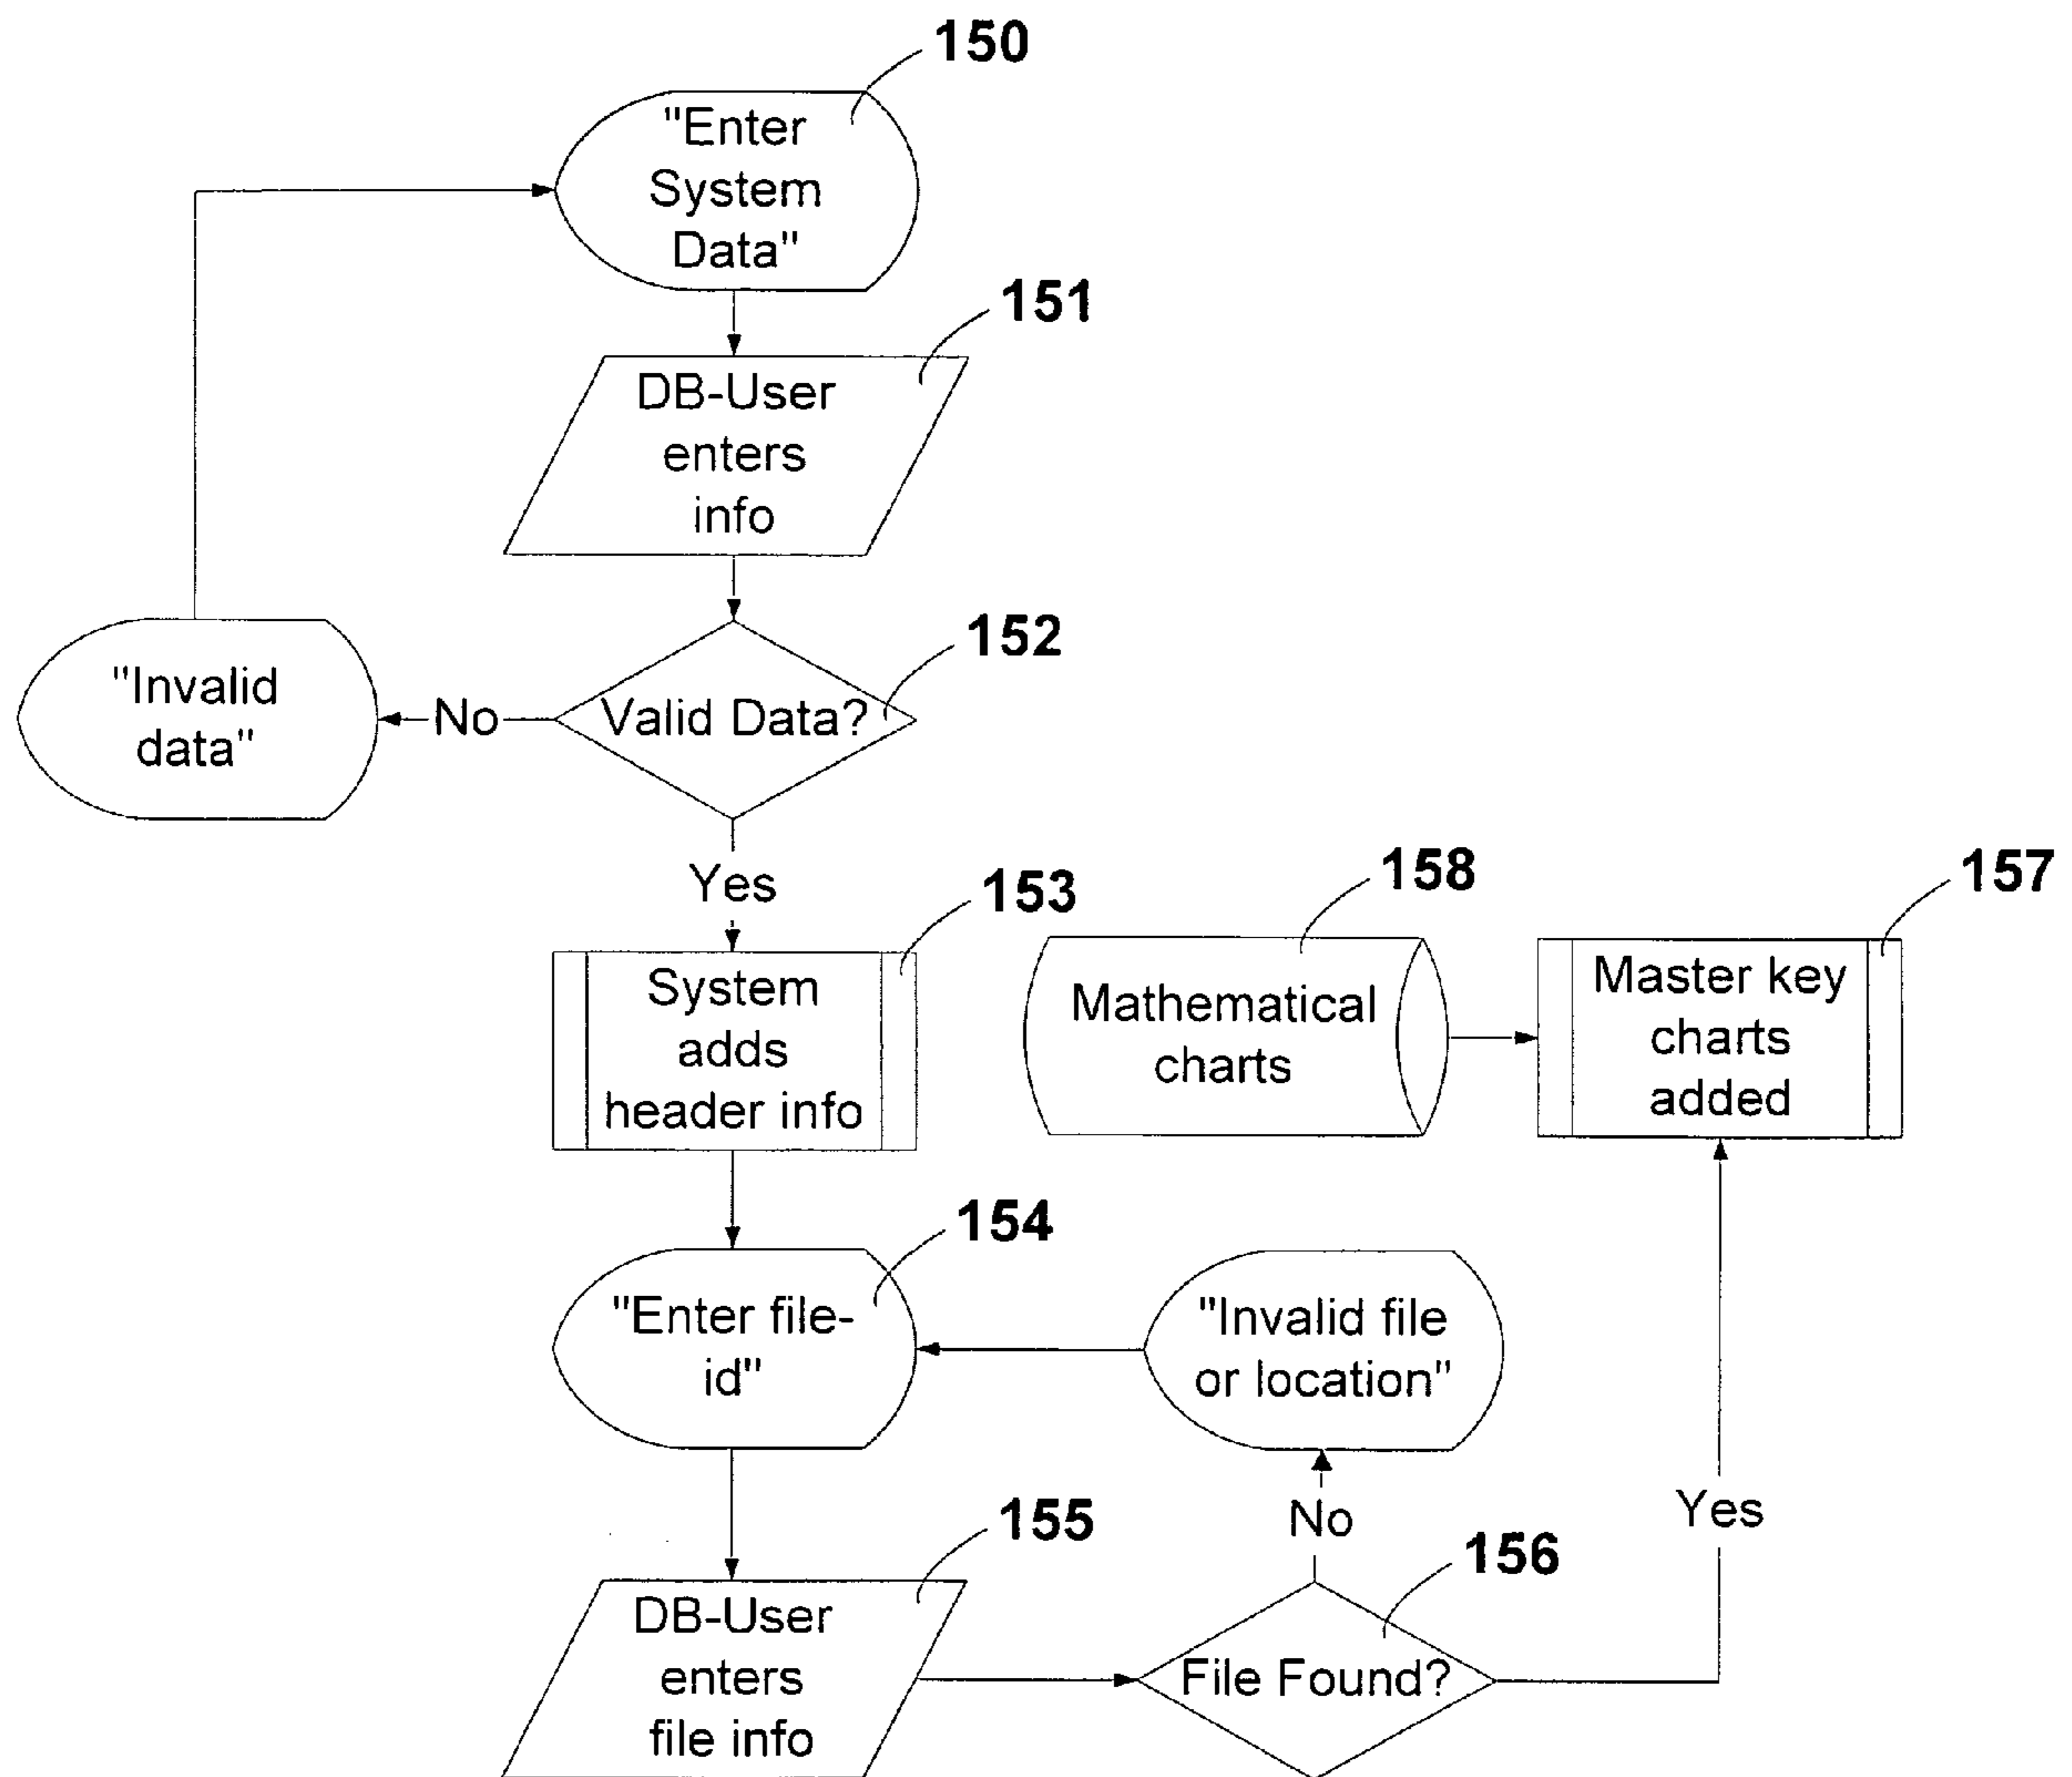 150
"Enter
System
Data"
151
DB-User
enters
info
152
Valid Data?
No
"Invalid
data"
Yes
153
System
adds
header info
158
Mathematical
charts
157
Master key
charts
added
154
"Enter file-
id"
"Invalid file
or location"
155
DB-User
enters
file info
No
156
File Found?
Yes